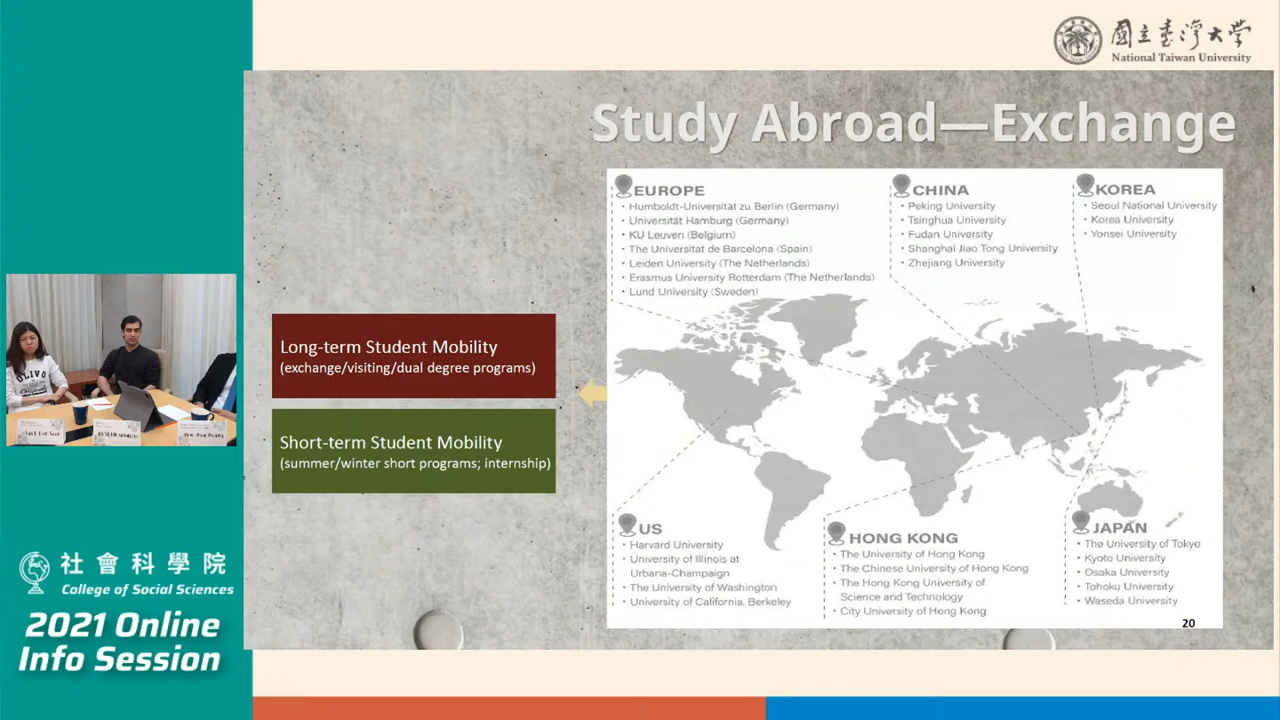 國立臺灣大學
National Taiwan University
Study Abroad—Exchange
EUROPE
• Humboldt-Universität zu Berlin (Germany)
• Universität Hamburg (Germany)
• KU Leuven (Belgium)
• The Universitat de Barcelona (Spain)
• Leiden University (The Netherlands)
• Erasmus University Rotterdam (The Netherlands)
• Lund University (Sweden)
CHINA
• Peking University
• Tsinghua University
• Fudan University
• Shanghai Jiao Tong University
• Zhejiang University
KOREA
• Seoul National University
• Korea University
• Yonsei University
Long-term Student Mobility
(exchange/visiting/dual degree programs)
Short-term Student Mobility
(summer/winter short programs; internship)
US
• Harvard University
• University of Illinois at
Urbana-Champaign
• The University of Washington
• University of California, Berkeley
HONG KONG
• The University of Hong Kong
• The Chinese University of Hong Kong
• The Hong Kong University of
Science and Technology
• City University of Hong Kong
JAPAN
• The University of Tokyo
• Kyoto University
• Osaka University
• Tohoku University
• Waseda University
20
OLIVO
社會科學院
College of Social Sciences
2021 Online
Info Session